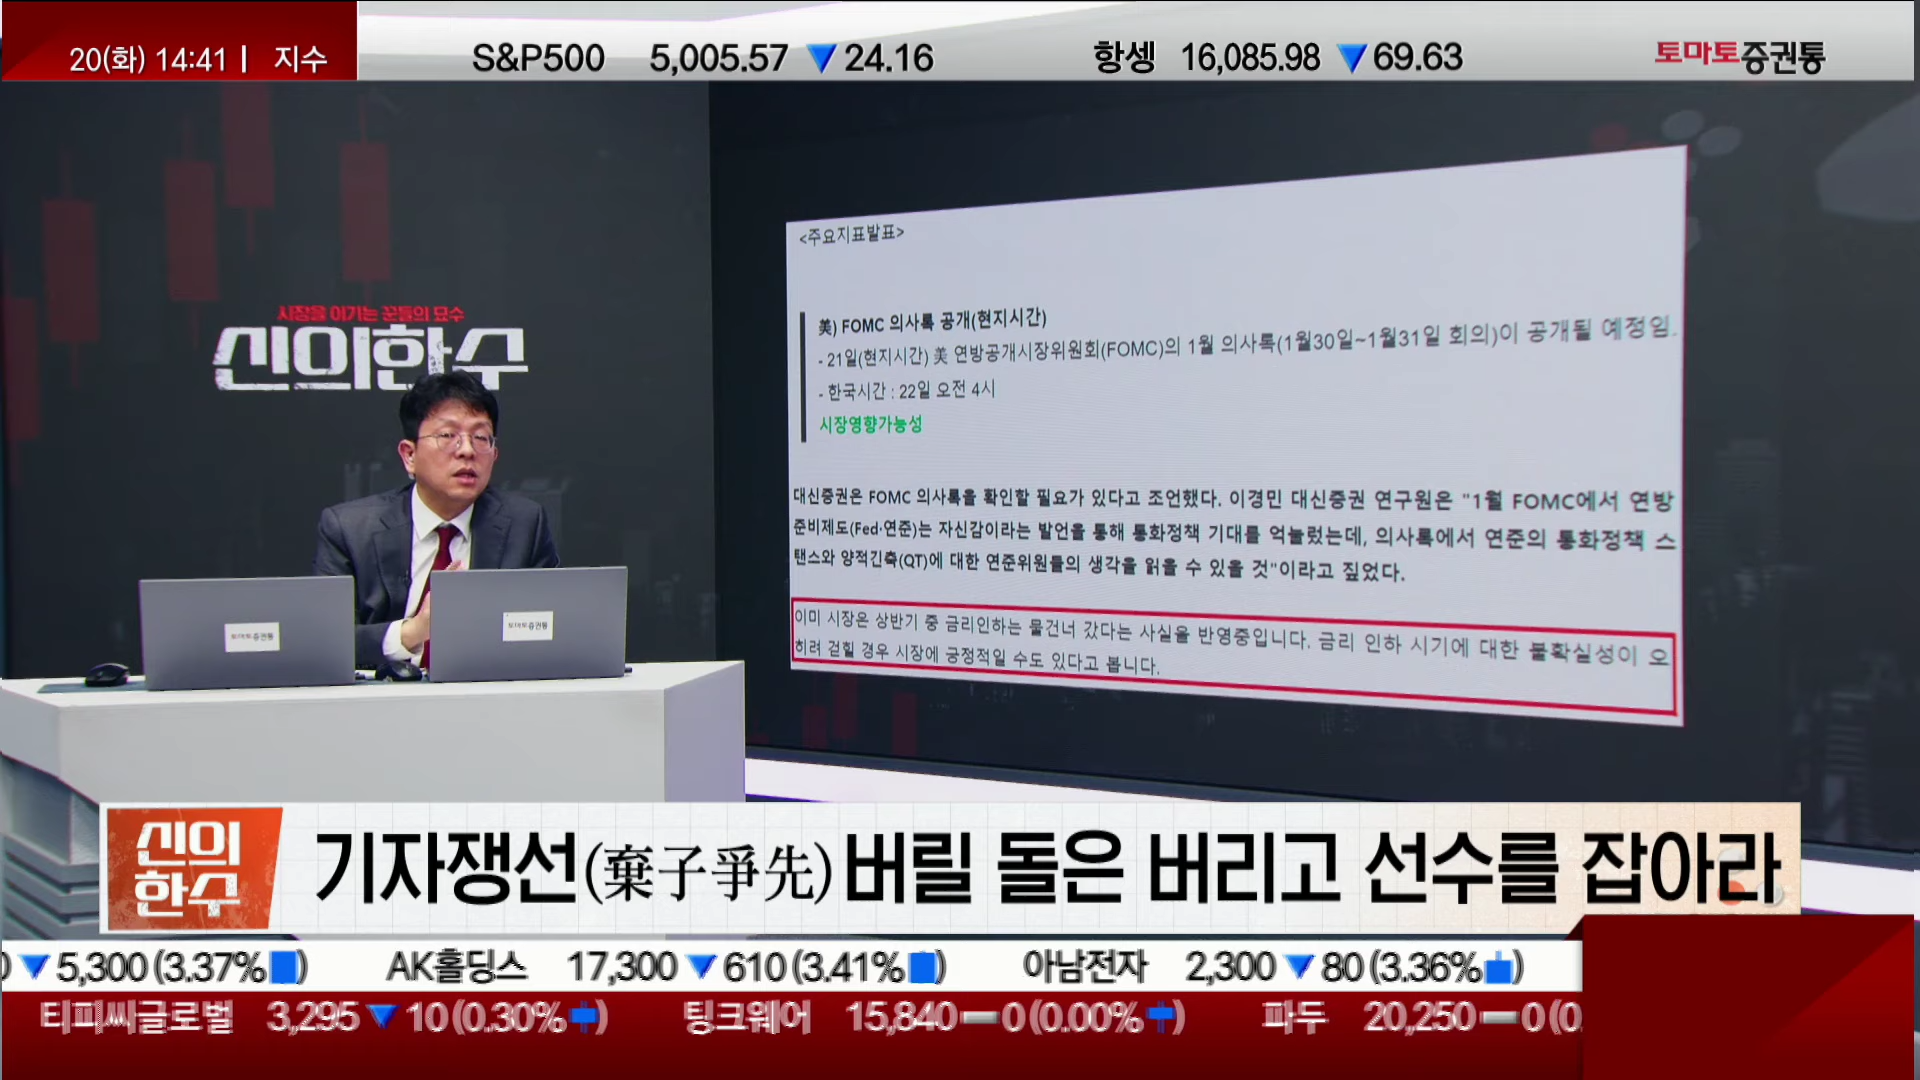 20(화) 14:41 | 지수
S&P500 5,005.57 ▼24.16 항셍 16,085.98 ▼69.63
토마토증권통
시장을 이기는 꾼들의 묘수
신의한수
<주요지표발표>
美) FOMC 의사록 공개(현지시간)
- 21일(현지시간) 美 연방공개시장위원회(FOMC)의 1월 의사록(1월30일~1월31일 회의)이 공개될 예정임.
- 한국시간 : 22일 오전 4시
시장영향가능성
대신증권은 FOMC 의사록을 확인할 필요가 있다고 조언했다. 이경민 대신증권 연구원은 "1월 FOMC에서 연방
준비제도(Fed·연준)는 자신감이라는 발언을 통해 통화정책 기대를 억눌렀는데, 의사록에서 연준의 통화정책 스
탠스와 양적긴축(QT)에 대한 연준위원들의 생각을 읽을 수 있을 것"이라고 짚었다.
이미 시장은 상반기 중 금리인하는 물건너 갔다는 사실을 반영중입니다. 금리 인하 시기에 대한 불확실성이 오
히려 걷힐 경우 시장에 긍정적일 수도 있다고 봅니다.
토마토증권통
토마토증권통
신의
한수
기자쟁선(棄子爭先) 버릴 돌은 버리고 선수를 잡아라
▼5,300(3.37%) AK홀딩스 17,300▼610(3.41%) 아남전자 2,300▼80(3.36%)
티피씨글로벌 3,295▼10(0.30%) 팅크웨어 15,840 0(0.00%) 파두 20,250 0(0